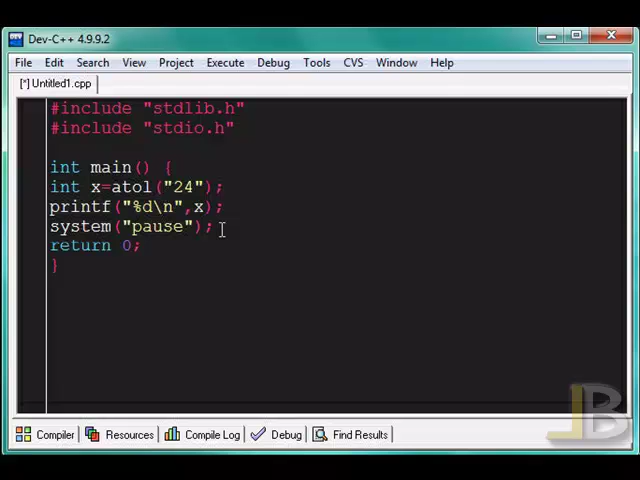 Dev-C++ 4.9.9.2
File Edit Search View Project Execute Debug Tools CVS Window Help
[*] Untitled1.cpp
#include "stdlib.h"
#include "stdio.h"
int main() {
int x=atol("24");
printf("%d\n",x);
system("pause");
return 0;
}
Compiler Resources Compile Log Debug Find Results
LB